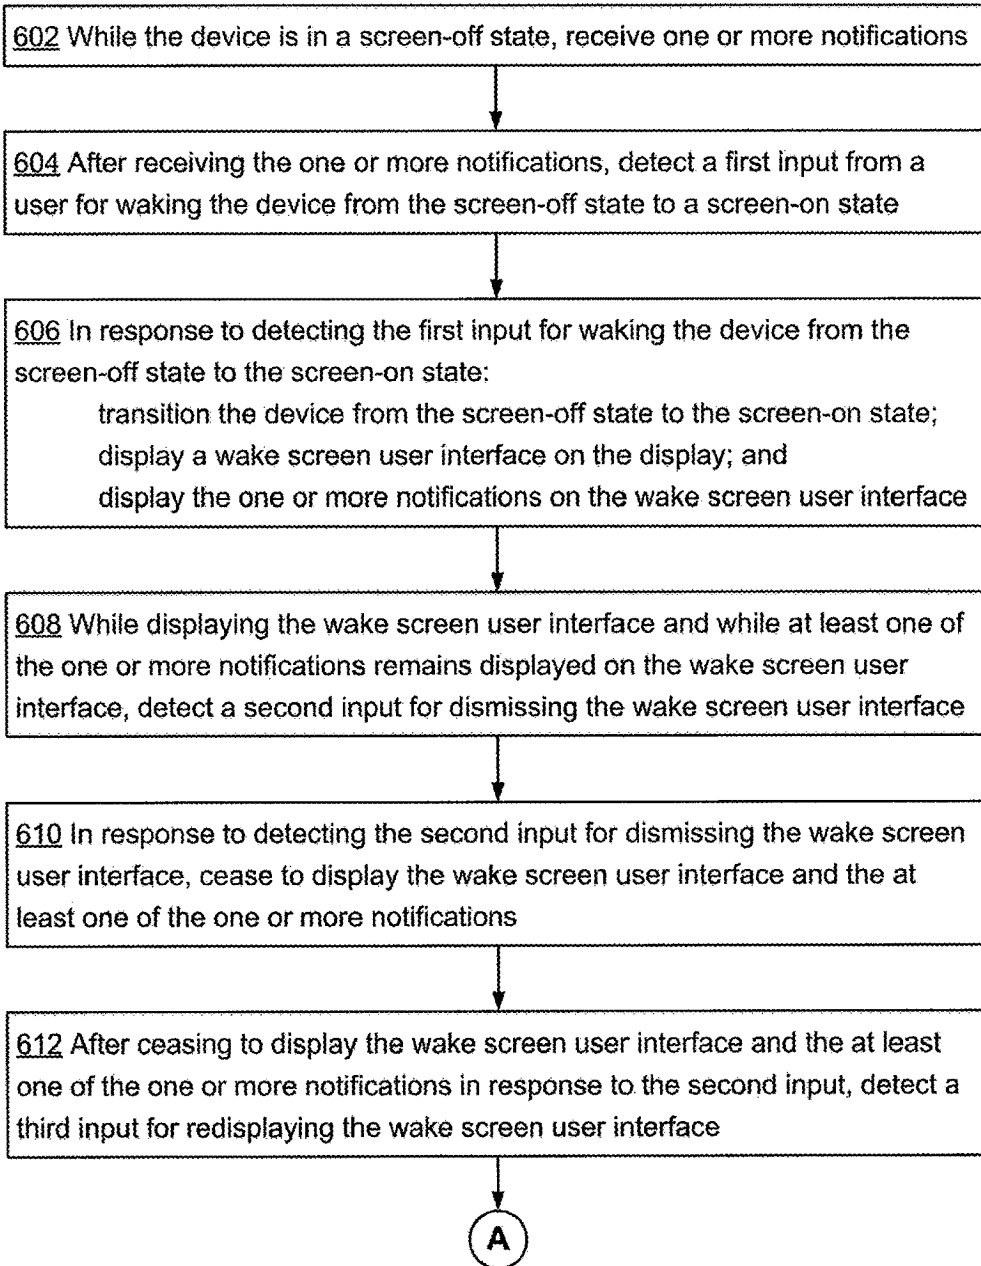 602 While the device is in a screen-off state, receive one or more notifications
604 After receiving the one or more notifications, detect a first input from a
user for waking the device from the screen-off state to a screen-on state
606 In response to detecting the first input for waking the device from the
screen-off state to the screen-on state:
transition the device from the screen-off state to the screen-on state;
display a wake screen user interface on the display; and
display the one or more notifications on the wake screen user interface
608 While displaying the wake screen user interface and while at least one of
the one or more notifications remains displayed on the wake screen user
interface, detect a second input for dismissing the wake screen user interface
610 In response to detecting the second input for dismissing the wake screen
user interface, cease to display the wake screen user interface and the at
least one of the one or more notifications
612 After ceasing to display the wake screen user interface and the at least
one of the one or more notifications in response to the second input, detect a
third input for redisplaying the wake screen user interface
A